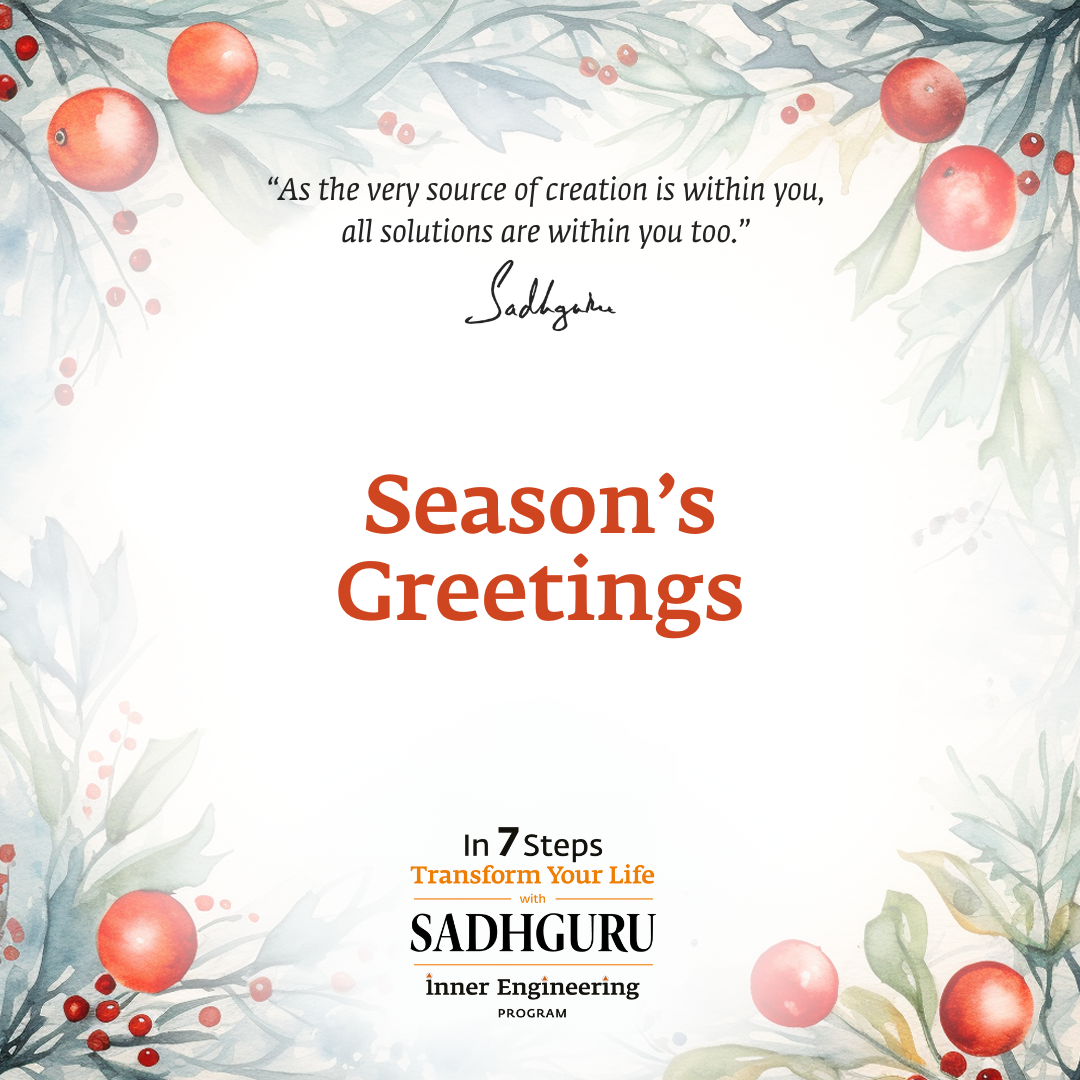 “As the very source of creation is within you,
all solutions are within you too.”
Sadhguru
Season’s
Greetings
In 7 Steps
Transform Your Life
with
SADHGURU
inner Engineering
PROGRAM